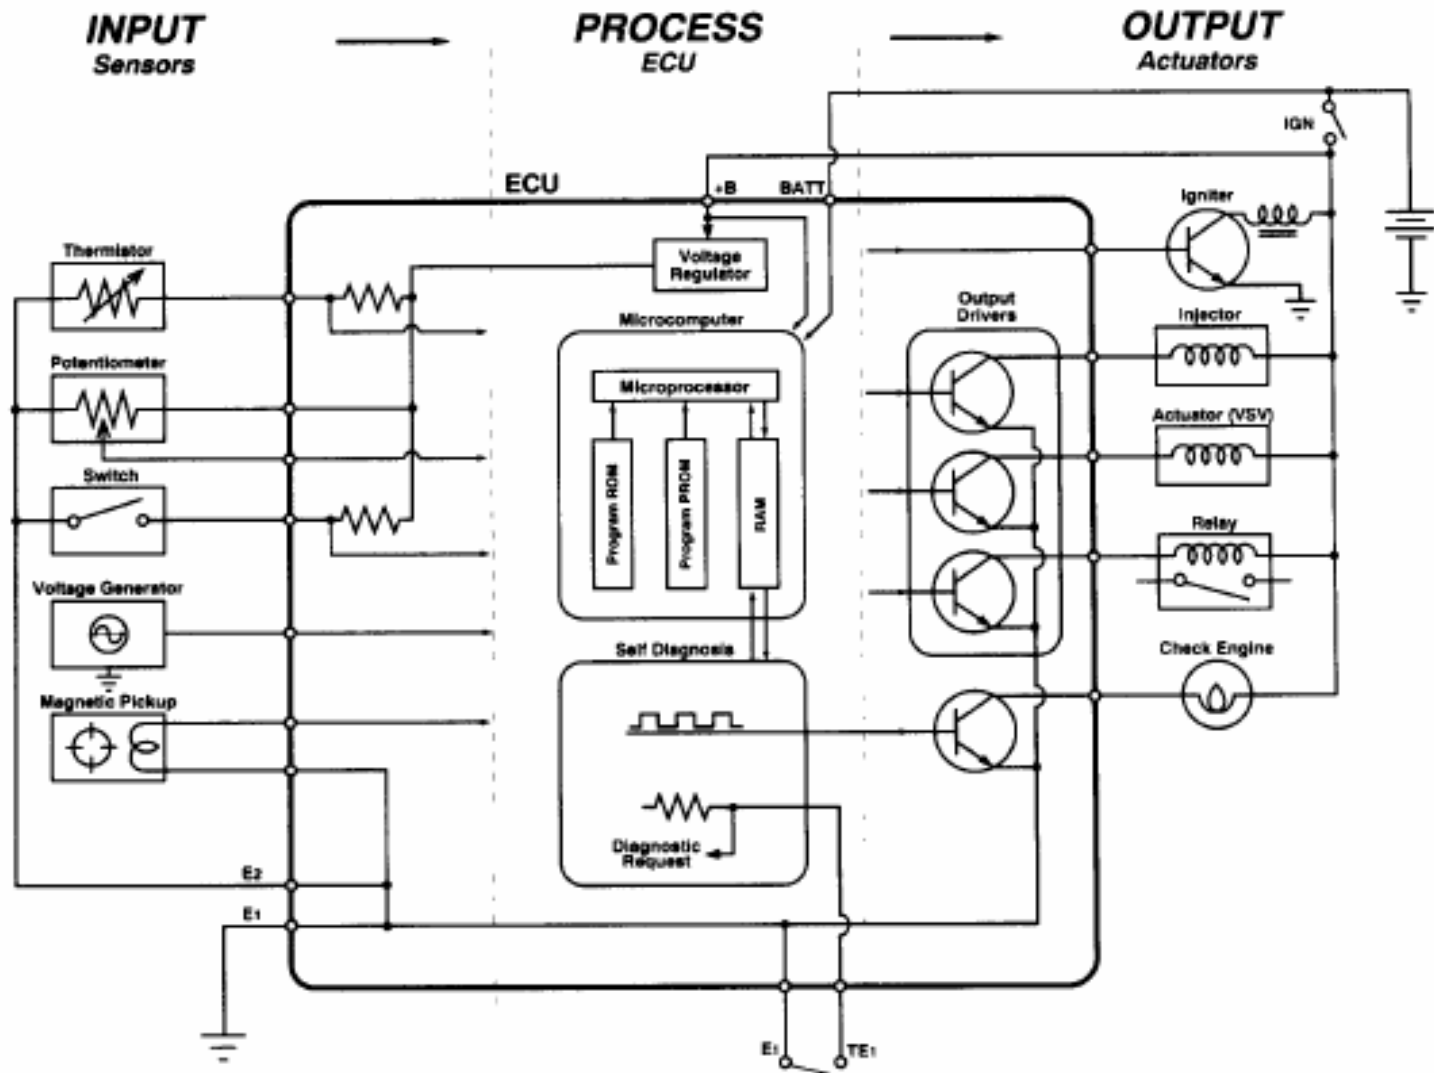 INPUT
Sensors
PROCESS
ECU
OUTPUT
Actuators
IGN
ECU
+B
BATT
Igniter
Thermistor
Voltage
Regulator
Output
Drivers
Injector
Microcomputer
Potentiometer
Microprocessor
Actuator (VSV)
Switch
Program ROM
Program PROM
RAM
Relay
Voltage Generator
Self Diagnosis
Check Engine
Magnetic Pickup
Diagnostic
Request
E2
E1
E1
TE1